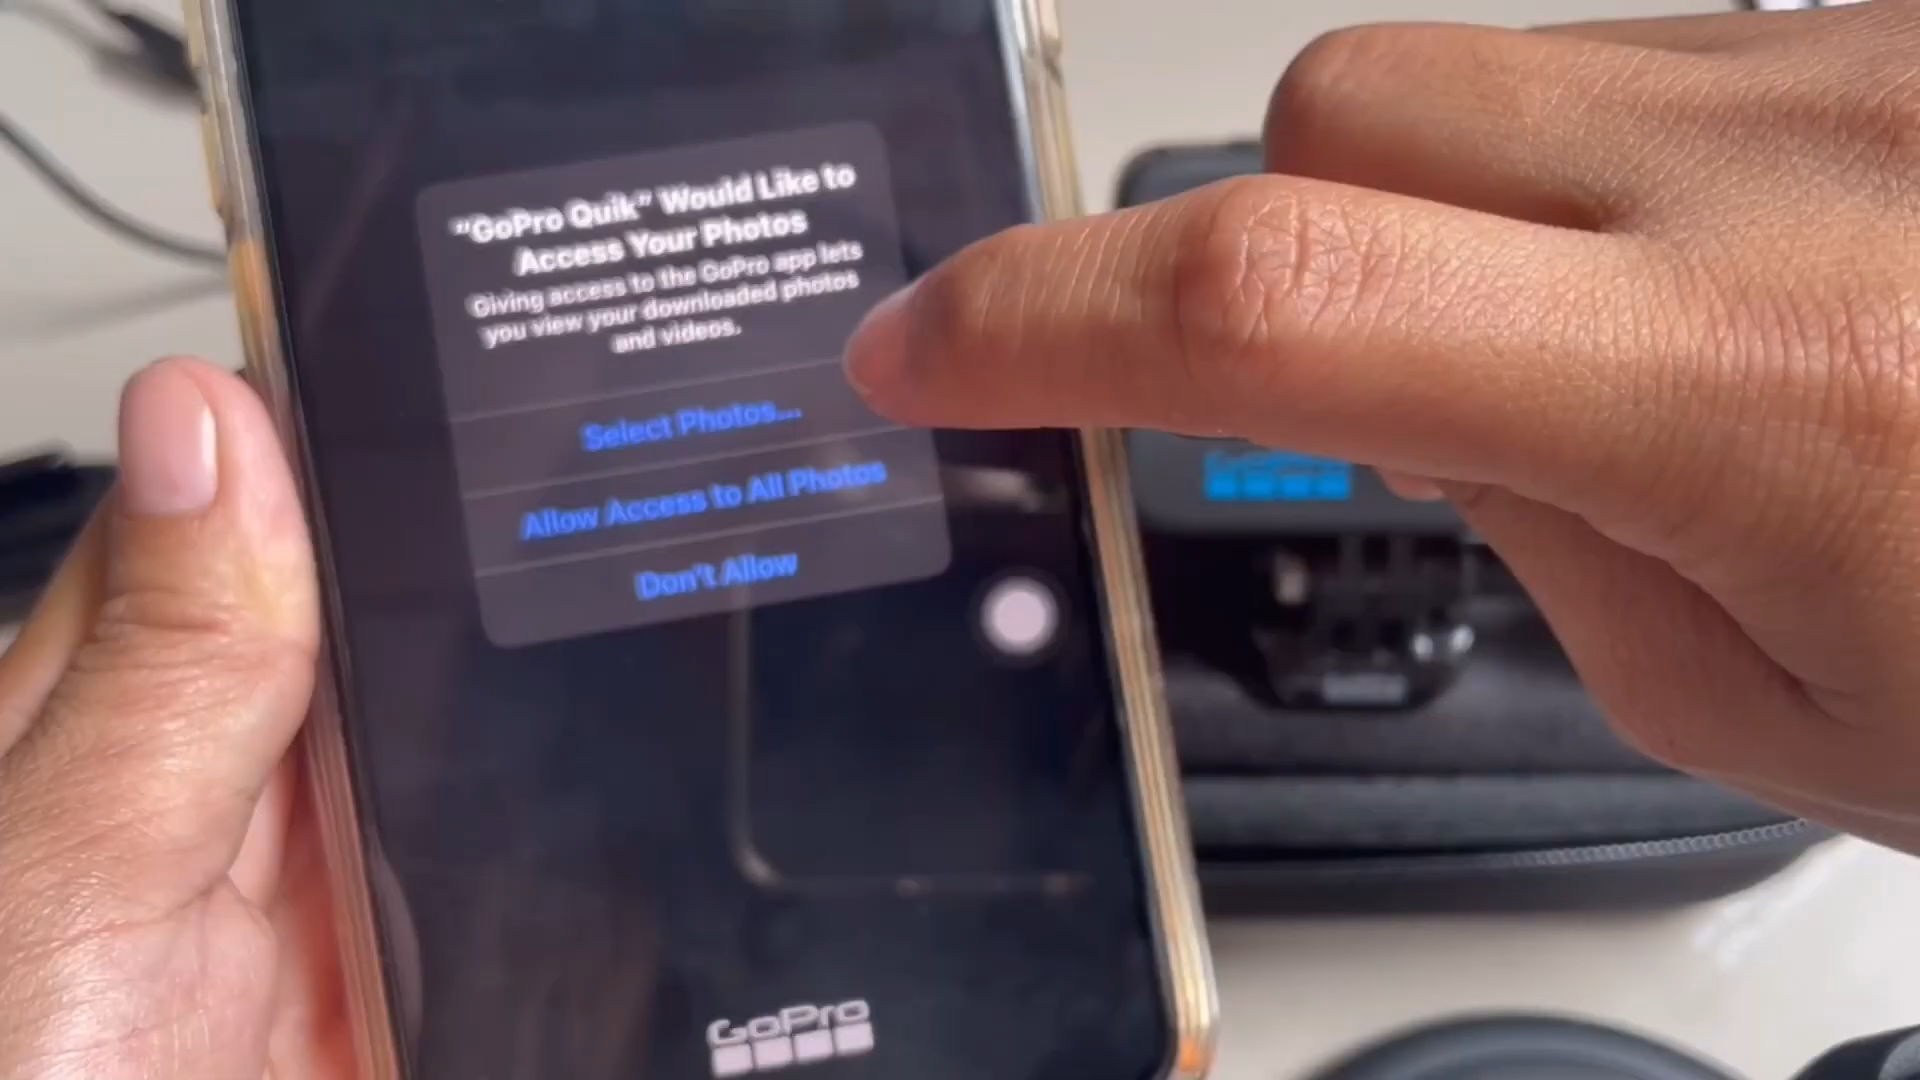 "GoPro Quik" Would Like to
Access Your Photos
Giving access to the GoPro app lets
you view your downloaded photos
and videos.
Select Photos...
Allow Access to All Photos
Don't Allow
GoPro
GoPro